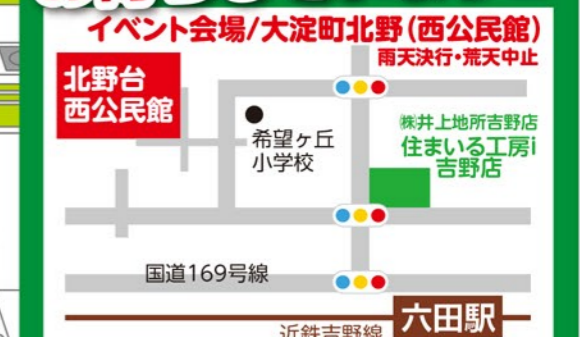 イベント会場/大淀町北野(西公民館)
雨天決行・荒天中止
北野台
西公民館
希望ヶ丘
小学校
㈱井上地所吉野店
住まいる工房i
吉野店
国道169号線
六田駅
近鉄吉野線